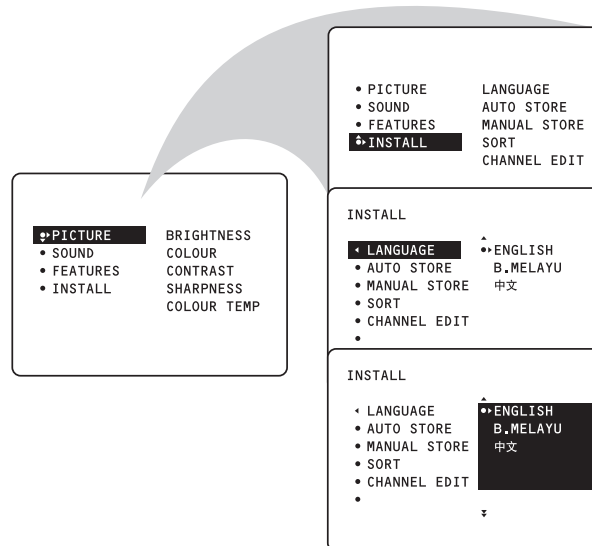 PICTURE BRIGHTNESS
SOUND COLOUR
FEATURES CONTRAST
INSTALL SHARPNESS
COLOUR TEMP
PICTURE LANGUAGE
SOUND AUTO STORE
FEATURES MANUAL STORE
INSTALL SORT
CHANNEL EDIT
INSTALL
LANGUAGE ENGLISH
AUTO STORE B.MELAYU
MANUAL STORE 中文
SORT
CHANNEL EDIT
INSTALL
LANGUAGE ENGLISH
AUTO STORE B.MELAYU
MANUAL STORE 中文
SORT
CHANNEL EDIT